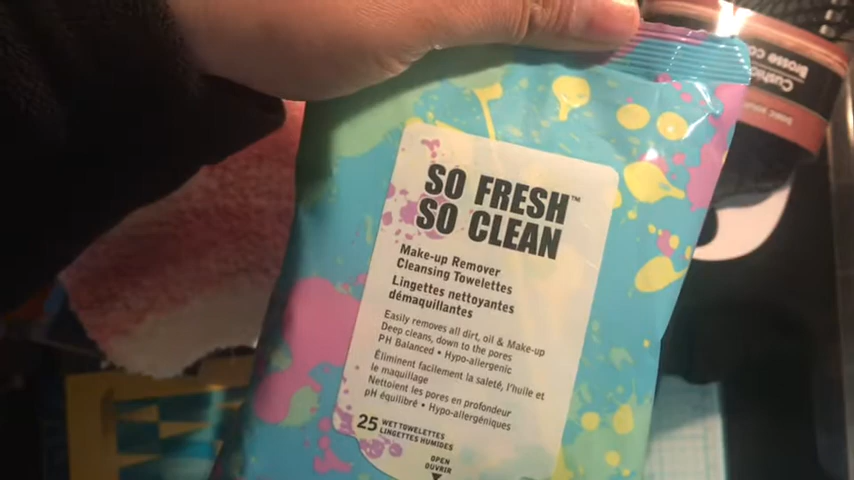 SO FRESH™
SO CLEAN
Make-up Remover
Cleansing Towelettes
Lingettes nettoyantes
démaquillantes
Easily removes all dirt, oil & Make-up
Deep cleans, down to the pores
PH Balanced • Hypo-allergenic
Éliminent facilement la saleté, l'huile et
le maquillage
Nettoient les pores en profondeur
pH équilibré • Hypo-allergéniques
25 WET TOWELETTES
LINGETTES HUMIDES
OPEN
OUVRIR
Brosse